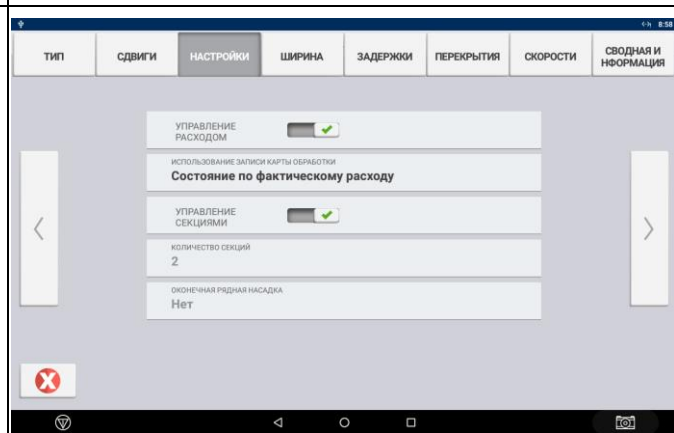 8:58
ТИП
СДВИГИ
НАСТРОЙКИ
ШИРИНА
ЗАДЕРЖКИ
ПЕРЕКРЫТИЯ
СКОРОСТИ
СВОДНАЯ И
НФОРМАЦИЯ
УПРАВЛЕНИЕ
РАСХОДОМ
ИСПОЛЬЗОВАНИЕ ЗАПИСИ КАРТЫ ОБРАБОТКИ
Состояние по фактическому расходу
УПРАВЛЕНИЕ
СЕКЦИЯМИ
КОЛИЧЕСТВО СЕКЦИЙ
2
ОКОНЕЧНАЯ РЯДНАЯ НАСАДКА
Нет